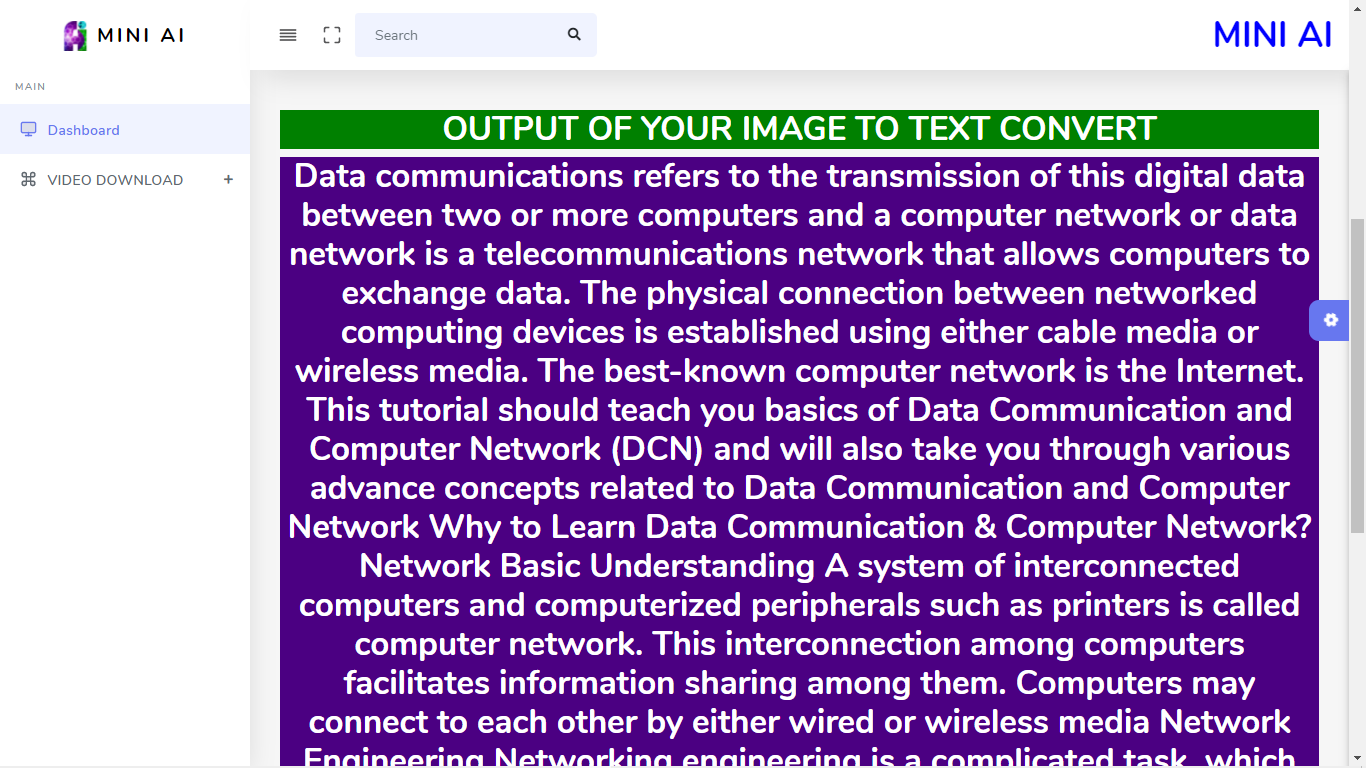 MINI AI
Search
MINI AI
MAIN
Dashboard
VIDEO DOWNLOAD +
OUTPUT OF YOUR IMAGE TO TEXT CONVERT
Data communications refers to the transmission of this digital data
between two or more computers and a computer network or data
network is a telecommunications network that allows computers to
exchange data. The physical connection between networked
computing devices is established using either cable media or
wireless media. The best-known computer network is the Internet.
This tutorial should teach you basics of Data Communication and
Computer Network (DCN) and will also take you through various
advance concepts related to Data Communication and Computer
Network Why to Learn Data Communication & Computer Network?
Network Basic Understanding A system of interconnected
computers and computerized peripherals such as printers is called
computer network. This interconnection among computers
facilitates information sharing among them. Computers may
connect to each other by either wired or wireless media Network
Engineering Networking engineering is a complicated task, which